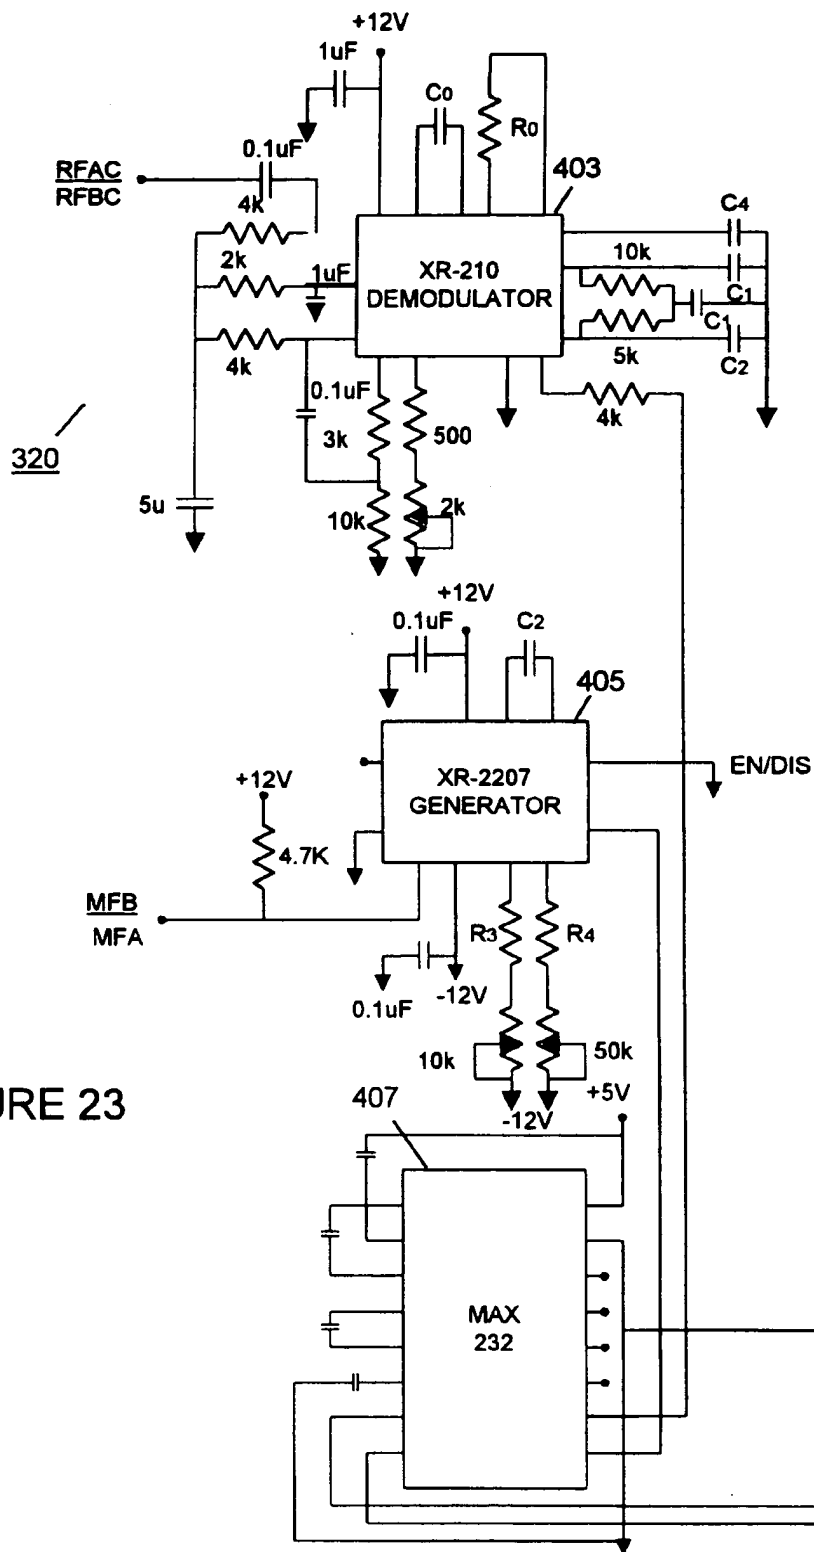 +12V
1uF
C0
R0
0.1uF
403
RFAC
RFBC
4k
C4
2k
1uF
XR-210
DEMODULATOR
10k
C1
C1
4k
5k
C2
0.1uF
3k
500
4k
320
5u
10k
2k
+12V
0.1uF
C2
405
+12V
XR-2207
GENERATOR
EN/DIS
4.7K
MFB
MFA
R3
R4
0.1uF
-12V
10k
50k
URE 23
407
-12V
+5V
MAX
232